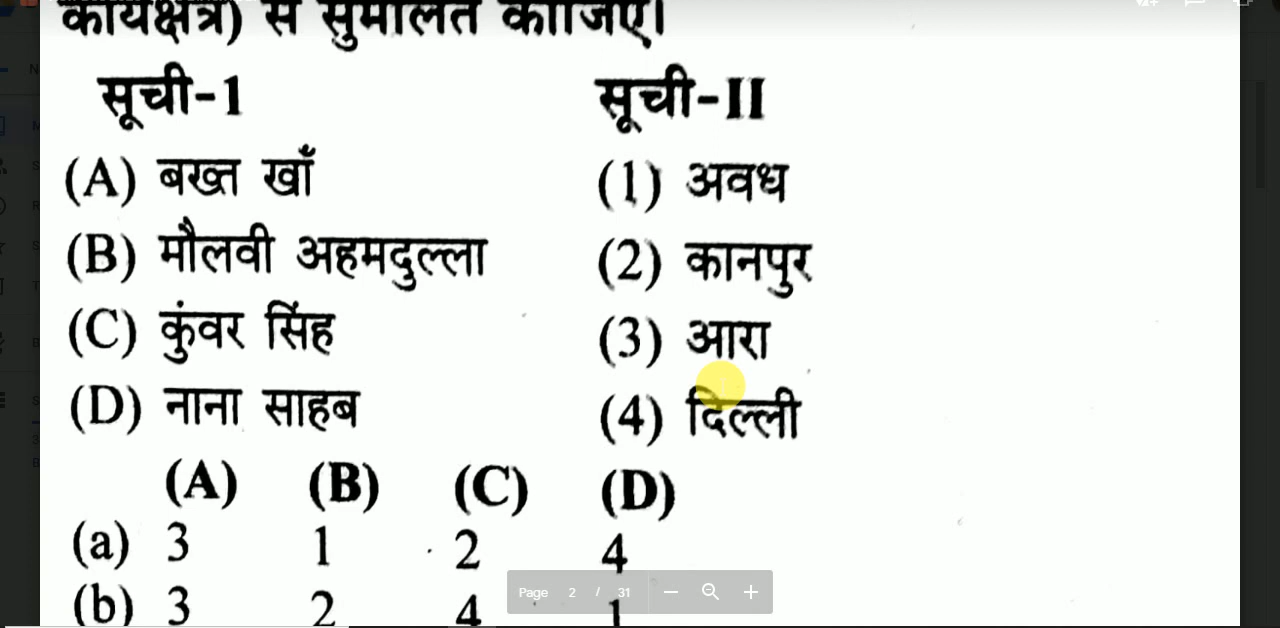 कार्यक्षेत्र) से सुमेलित कीजिए।
सूची-1 सूची-II
(A) बख्त खाँ (1) अवध
(B) मौलवी अहमदुल्ला (2) कानपुर
(C) कुंवर सिंह (3) आरा
(D) नाना साहब (4) दिल्ली
(A) (B) (C) (D)
(a) 3 1 2 4
(b) 3 2 4 1
Page 2 / 31